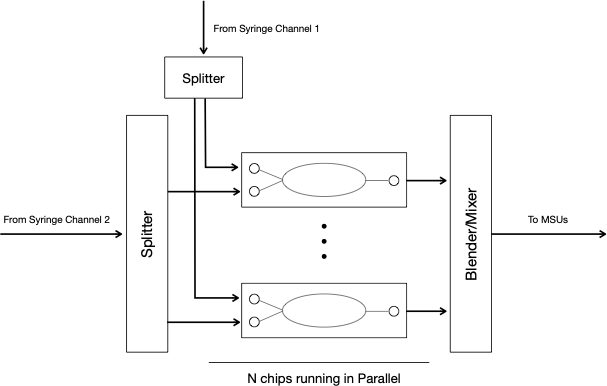 From Syringe Channel 1
Splitter
From Syringe Channel 2
Splitter
Blender/Mixer
To MSUs
N chips running in Parallel